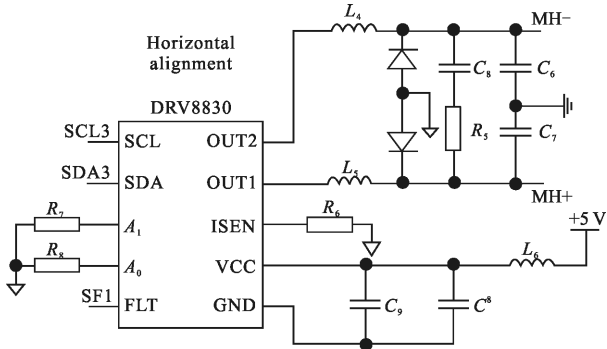 L₄
MH−
Horizontal
alignment
C₈
C₆
DRV8830
SCL3
SCL
OUT2
R₅
C₇
SDA3
SDA
OUT1
L₅
MH+
R₇
A₁
ISEN
R₆
+5 V
R₈
A₀
VCC
L₆
SF1
FLT
GND
C₉
C⁸